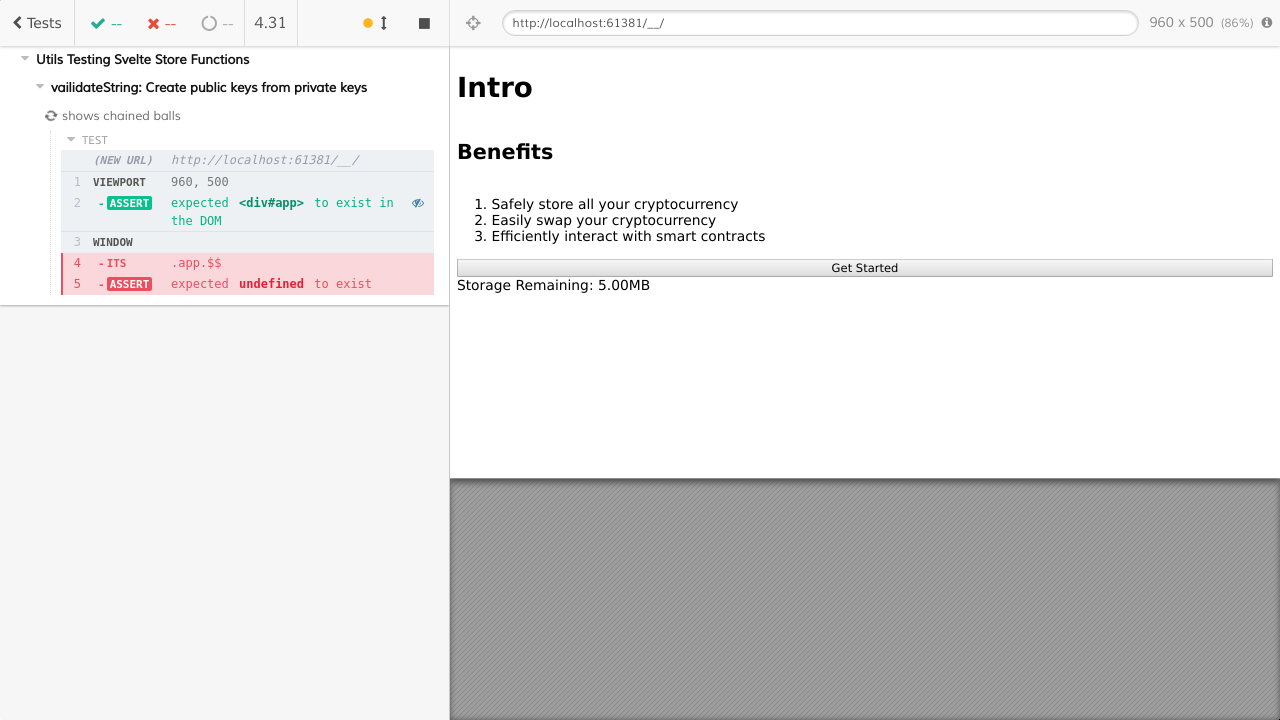 Tests -- -- -- 4.31
http://localhost:61381/__/ 960 x 500 (86%)
Utils Testing Svelte Store Functions
vailidateString: Create public keys from private keys
shows chained balls
TEST
(NEW URL) http://localhost:61381/__/
1 VIEWPORT 960, 500
2 -ASSERT expected <div#app> to exist in
the DOM
3 WINDOW
4 -ITS .app.$$
5 -ASSERT expected undefined to exist
Intro
Benefits
1. Safely store all your cryptocurrency
2. Easily swap your cryptocurrency
3. Efficiently interact with smart contracts
Get Started
Storage Remaining: 5.00MB